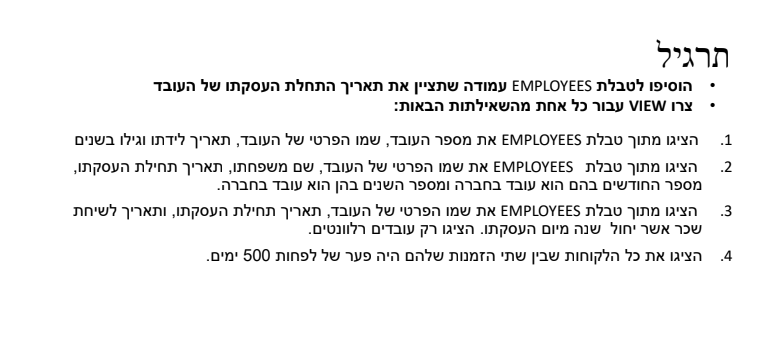 תרגיל
• הוסיפו לטבלת EMPLOYEES עמודה שתציין את תאריך התחלת העסקתו של העובד
• צרו VIEW עבור כל אחת מהשאילתות הבאות:
1. הציגו מתוך טבלת EMPLOYEES את מספר העובד, שמו הפרטי של העובד, תאריך לידתו וגילו בשנים
2. הציגו מתוך טבלת EMPLOYEES את שמו הפרטי של העובד, שם משפחתו, תאריך תחילת העסקתו,
מספר החודשים בהם הוא עובד בחברה ומספר השנים בהן הוא עובד בחברה.
3. הציגו מתוך טבלת EMPLOYEES את שמו הפרטי של העובד, תאריך תחילת העסקתו, ותאריך לשיחת
שכר אשר יחול שנה מיום העסקתו. הציגו רק עובדים רלוונטים.
4. הציגו את כל הלקוחות שבין שתי הזמנות שלהם היה פער של לפחות 500 ימים.